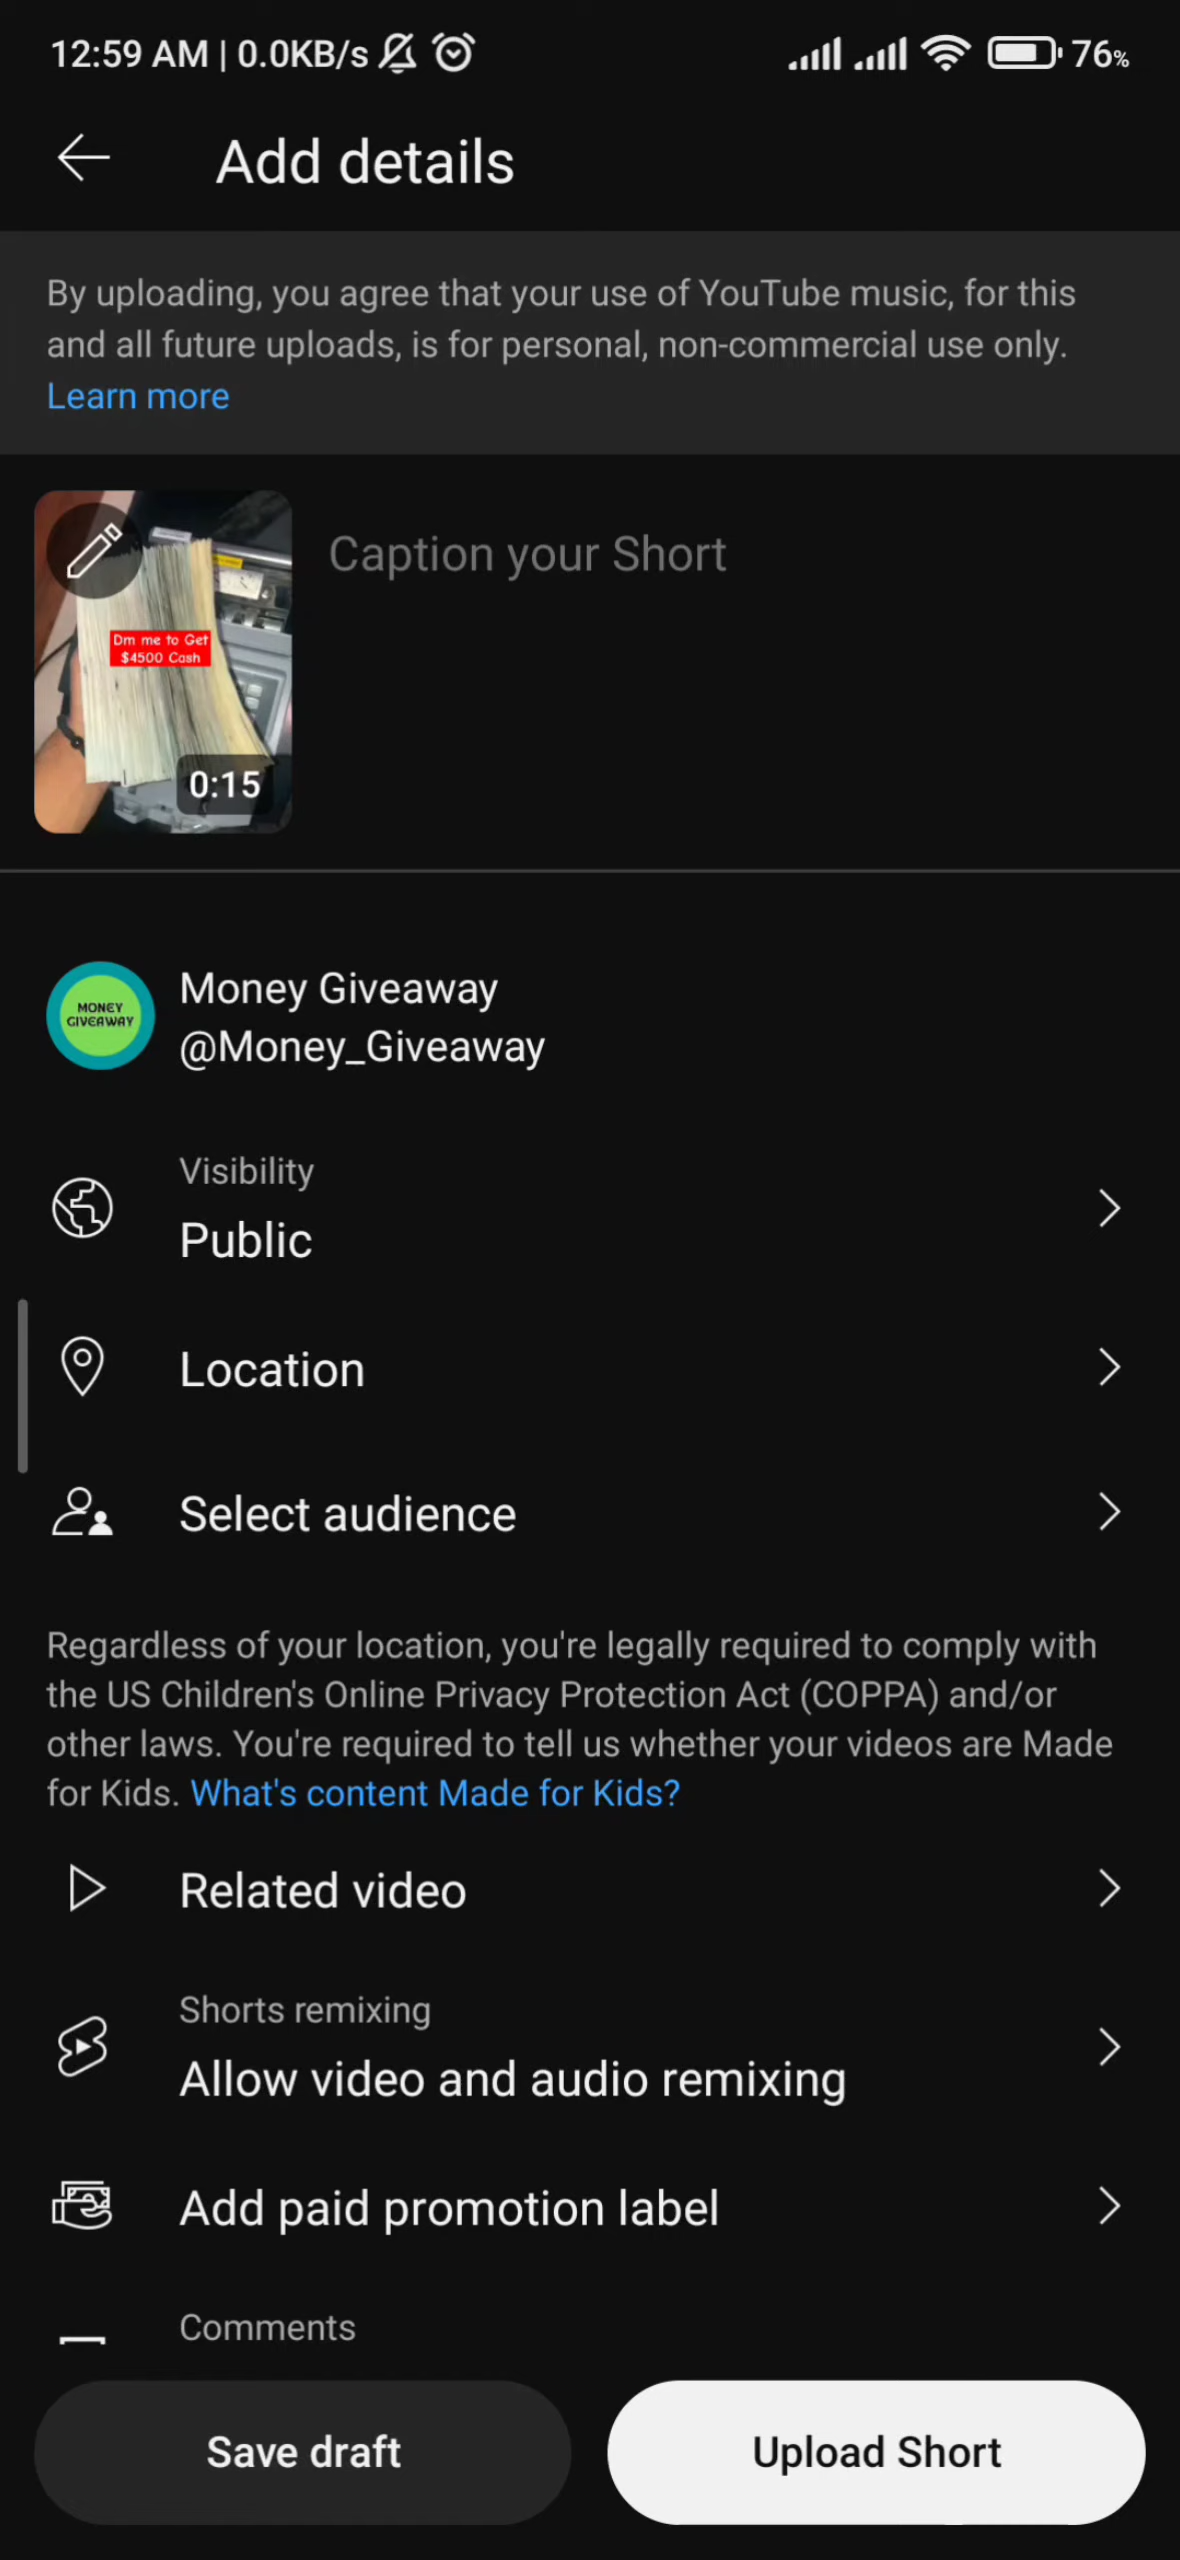 12:59 AM | 0.0KB/s
76%
Add details
By uploading, you agree that your use of YouTube music, for this
and all future uploads, is for personal, non-commercial use only.
Learn more
Caption your Short
Dm me to Get
$4500 Cash
0:15
MONEY
GIVEAWAY
Money Giveaway
@Money_Giveaway
Visibility
Public
Location
Select audience
Regardless of your location, you're legally required to comply with
the US Children's Online Privacy Protection Act (COPPA) and/or
other laws. You're required to tell us whether your videos are Made
for Kids. What's content Made for Kids?
Related video
Shorts remixing
Allow video and audio remixing
Add paid promotion label
Comments
Save draft
Upload Short